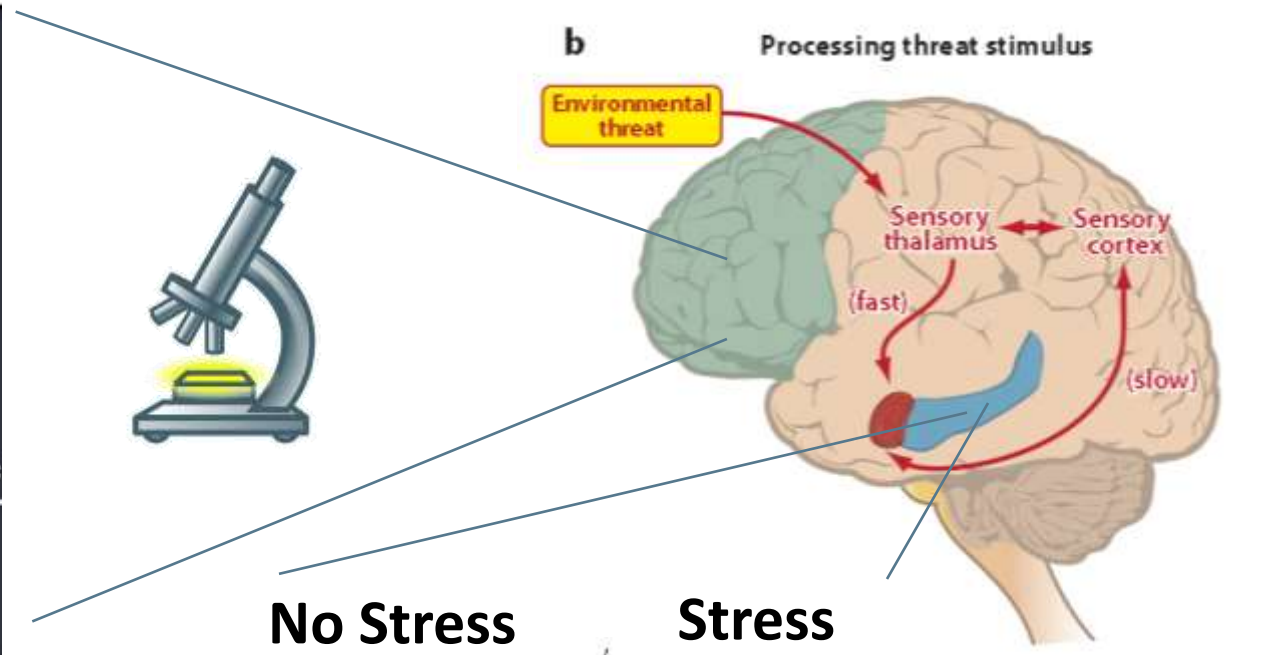 b
Processing threat stimulus
Environmental
threat
Sensory
thalamus
Sensory
cortex
(fast)
(slow)
No Stress
Stress